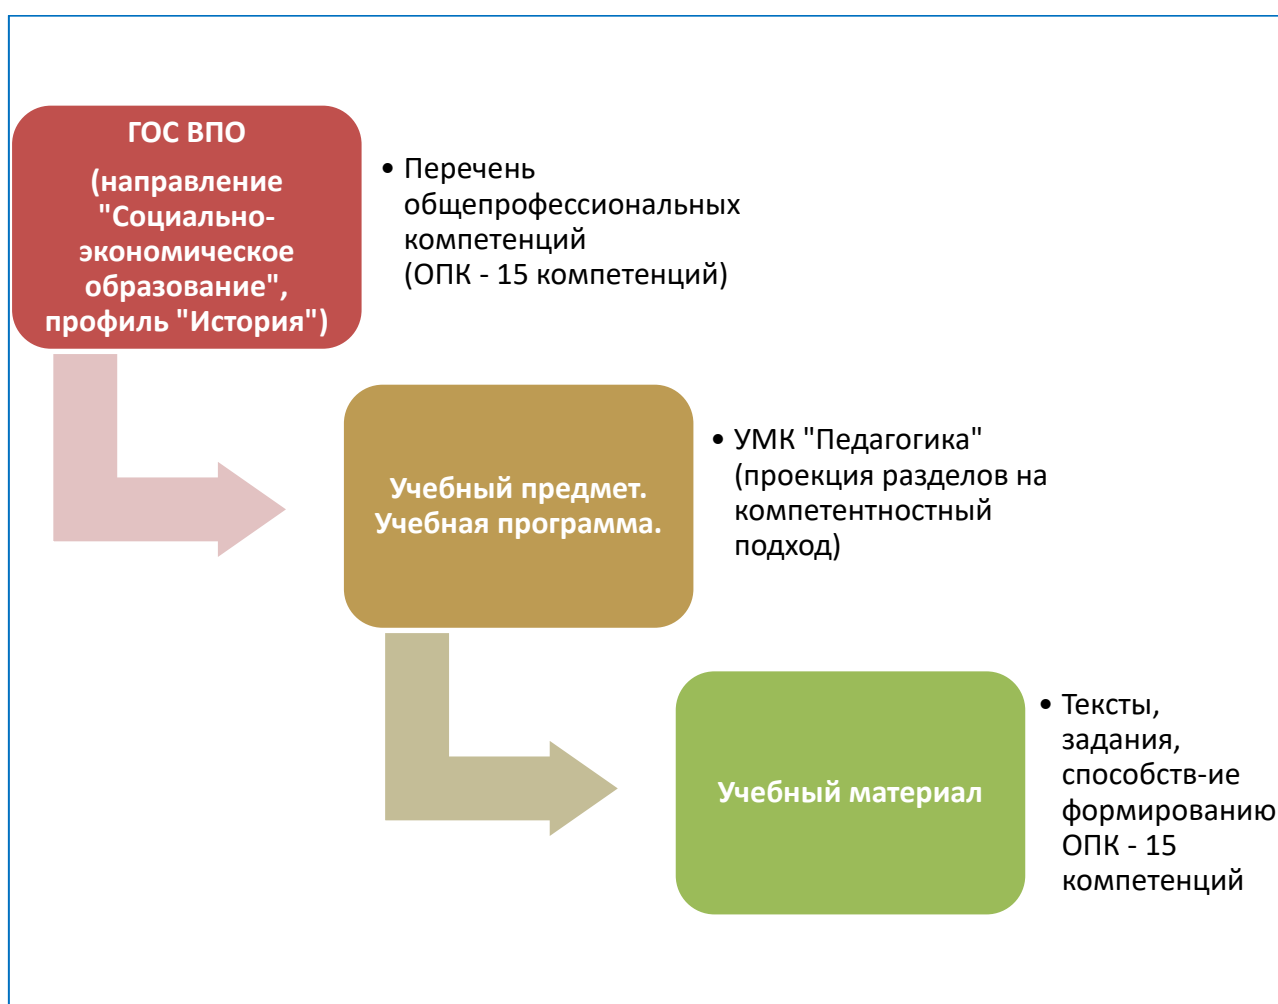 ГОС ВПО
(направление
"Социально-
экономическое
образование",
профиль "История")
• Перечень
общепрофессиональных
компетенций
(ОПК - 15 компетенций)
Учебный предмет.
Учебная программа.
• УМК "Педагогика"
(проекция разделов на
компетентностный
подход)
Учебный материал
• Тексты,
задания,
способств-ие
формированию
ОПК - 15
компетенций